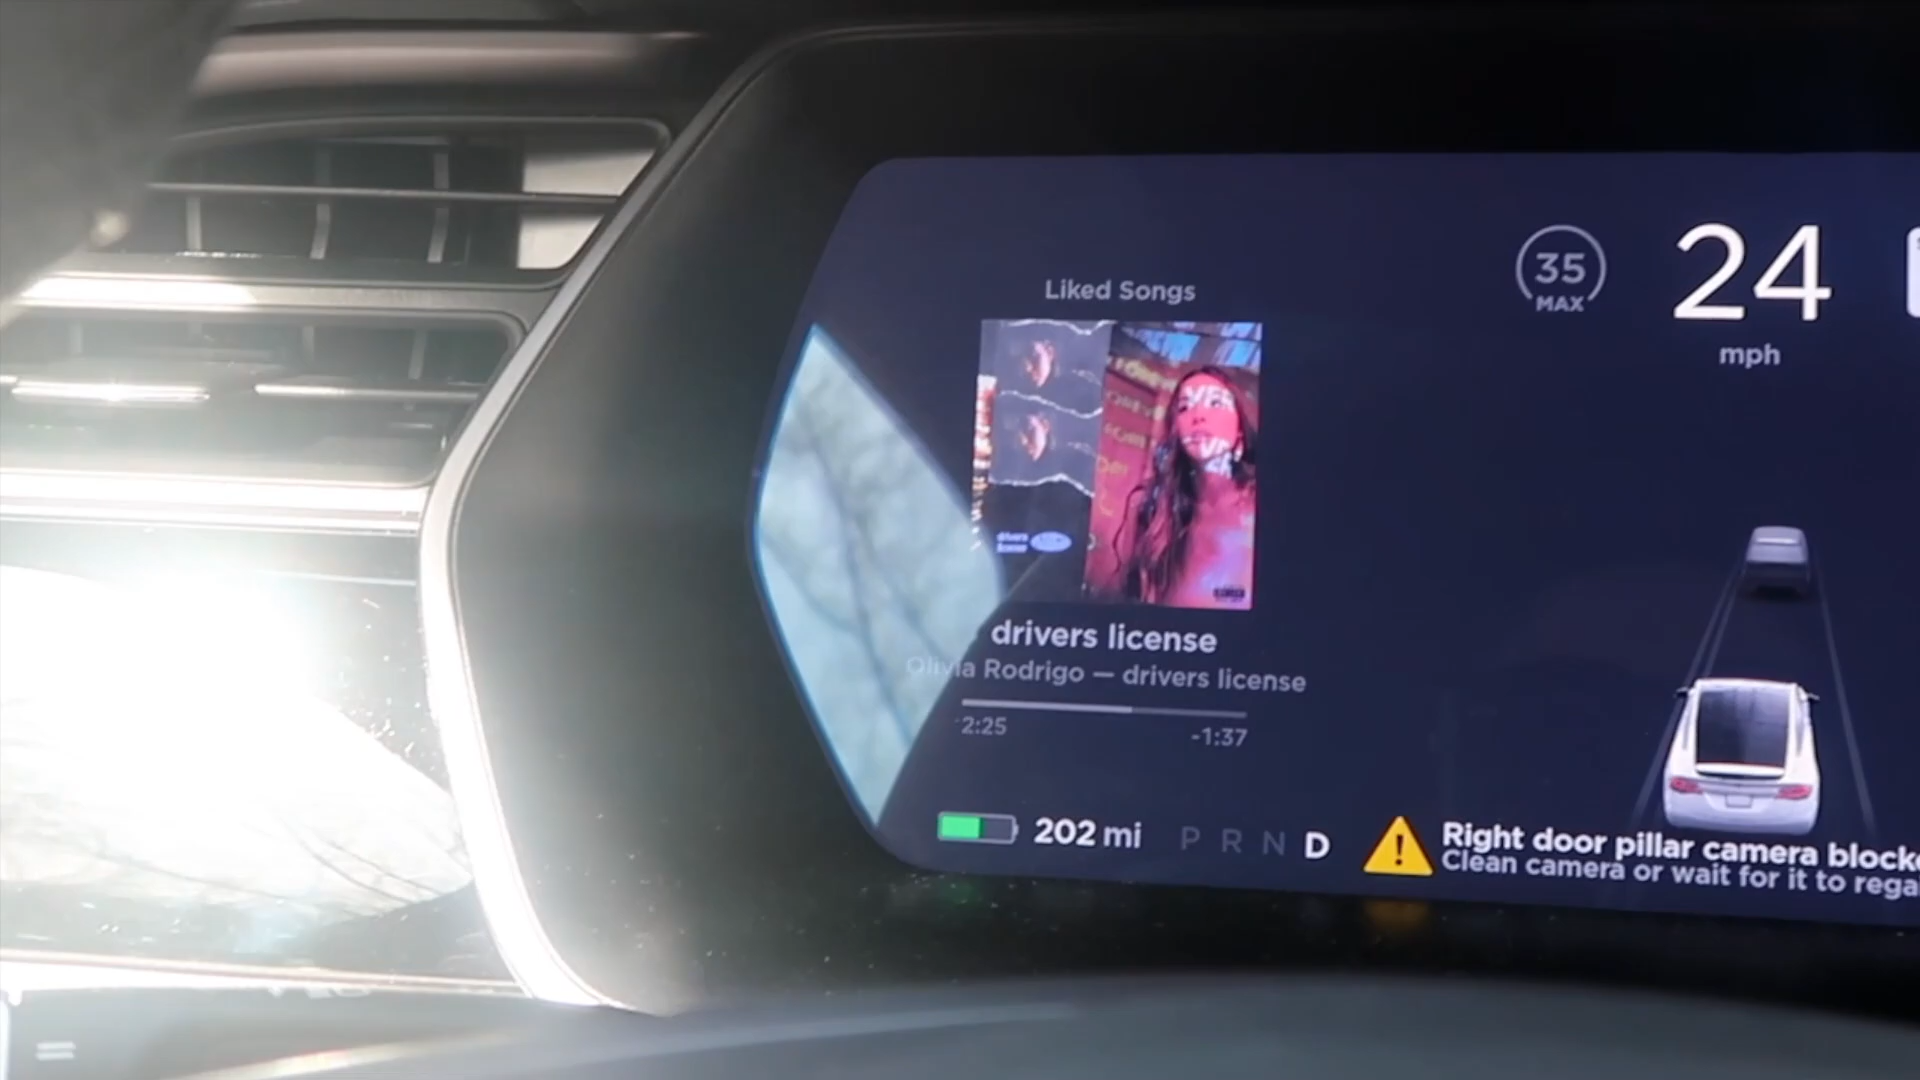 Liked Songs
35
MAX
24
mph
drivers license
Olivia Rodrigo — drivers license
2:25
-1:37
202 mi
P R N D
Right door pillar camera blocke
Clean camera or wait for it to rega